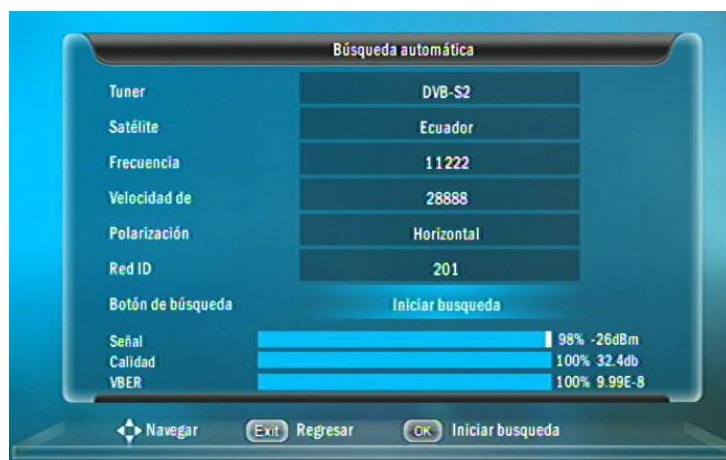 Búsqueda automática
Tuner DVB-S2
Satélite Ecuador
Frecuencia 11222
Velocidad de 28888
Polarización Horizontal
Red ID 201
Botón de búsqueda Iniciar busqueda
Señal 98% -26dBm
Calidad 100% 32.4db
VBER 100% 9.99E-8
Navegar Exit Regresar OK Iniciar busqueda